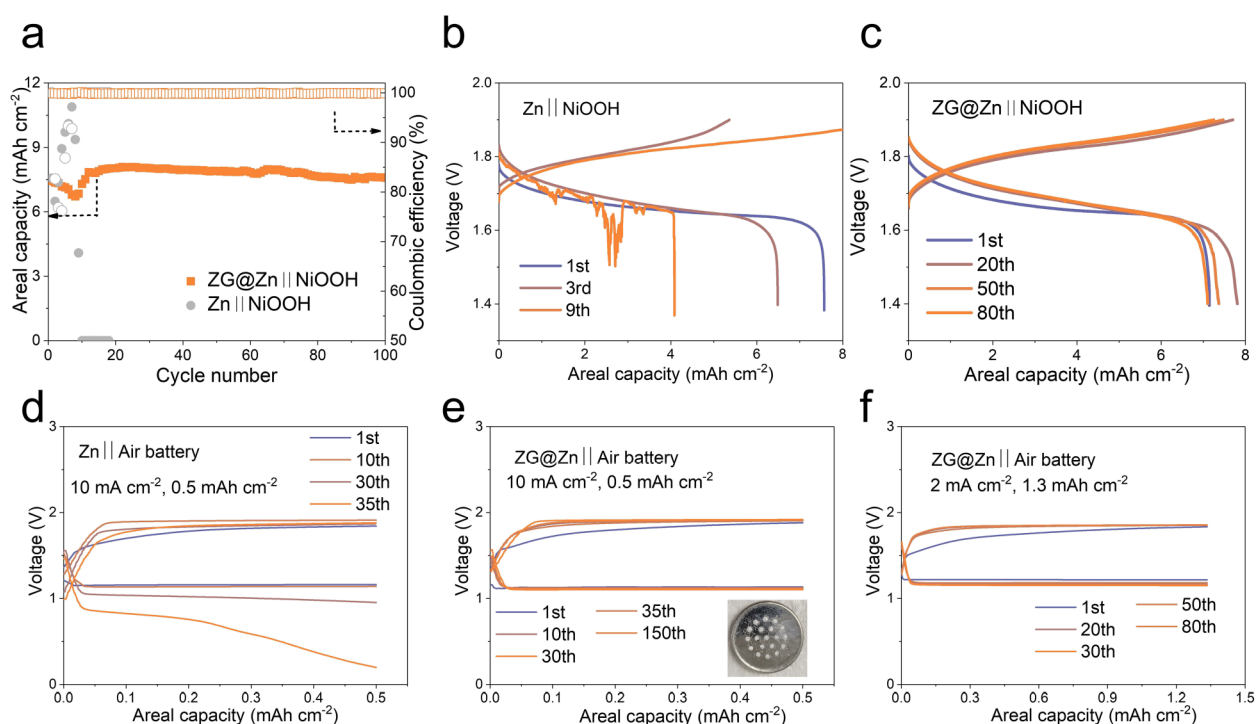 a
12
9
6
3
0
Areal capacity (mAh cm⁻²)
100
90
80
70
60
50
Coulombic efficiency (%)
ZG@Zn||NiOOH
Zn||NiOOH
0 20 40 60 80 100
Cycle number
b
2.0
1.8
1.6
1.4
Voltage (V)
Zn||NiOOH
1st
3rd
9th
0 2 4 6 8
Areal capacity (mAh cm⁻²)
c
2.0
1.8
1.6
1.4
Voltage (V)
ZG@Zn||NiOOH
1st
20th
50th
80th
0 2 4 6 8
Areal capacity (mAh cm⁻²)
d
3
2
1
0
Voltage (V)
Zn||Air battery
10 mA cm⁻², 0.5 mAh cm⁻²
1st
10th
30th
35th
0.0 0.1 0.2 0.3 0.4 0.5
Areal capacity (mAh cm⁻²)
e
3
2
1
0
Voltage (V)
ZG@Zn||Air battery
10 mA cm⁻², 0.5 mAh cm⁻²
1st 35th
10th 150th
30th
0.0 0.1 0.2 0.3 0.4 0.5
Areal capacity (mAh cm⁻²)
f
3
2
1
0
Voltage (V)
ZG@Zn||Air battery
2 mA cm⁻², 1.3 mAh cm⁻²
1st 50th
20th 80th
30th
0.0 0.3 0.6 0.9 1.2 1.5
Areal capacity (mAh cm⁻²)